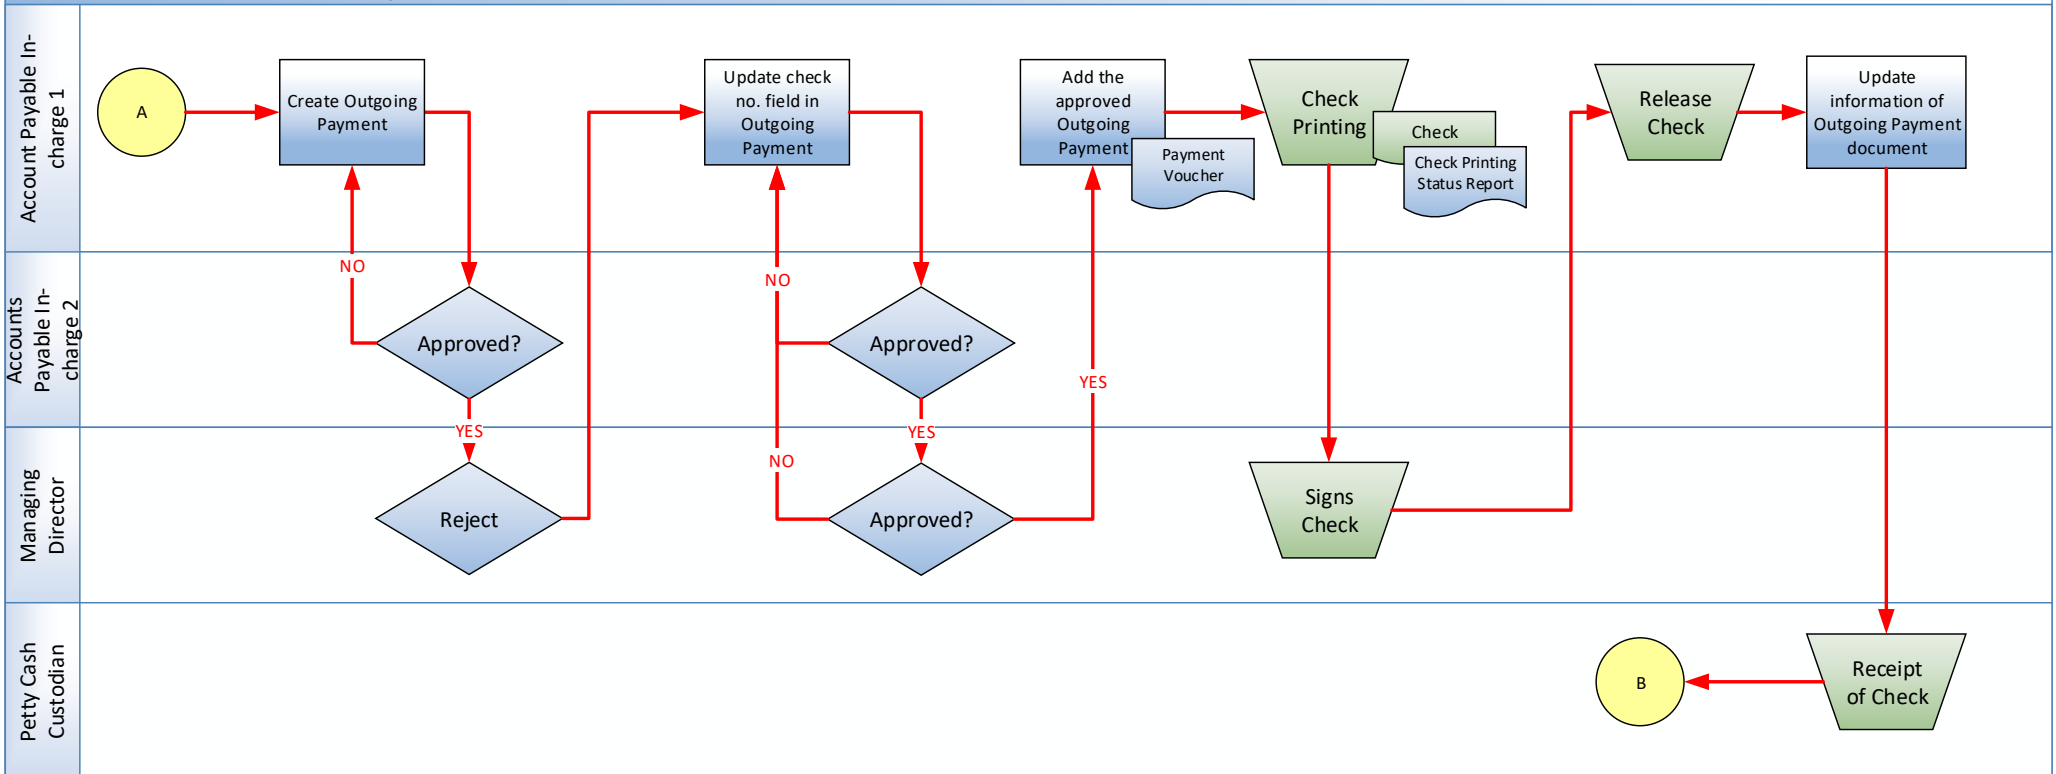 Account Payable In-
charge 1
A
Create Outgoing
Payment
Update check
no. field in
Outgoing
Payment
Add the
approved
Outgoing
Payment
Payment
Voucher
Check
Printing
Check
Check Printing
Status Report
Release
Check
Update
information of
Outgoing Payment
document
Accounts
Payable In-
charge 2
NO
Approved?
YES
NO
Approved?
YES
YES
Managing
Director
Reject
NO
Approved?
Signs
Check
Petty Cash
Custodian
B
Receipt
of Check